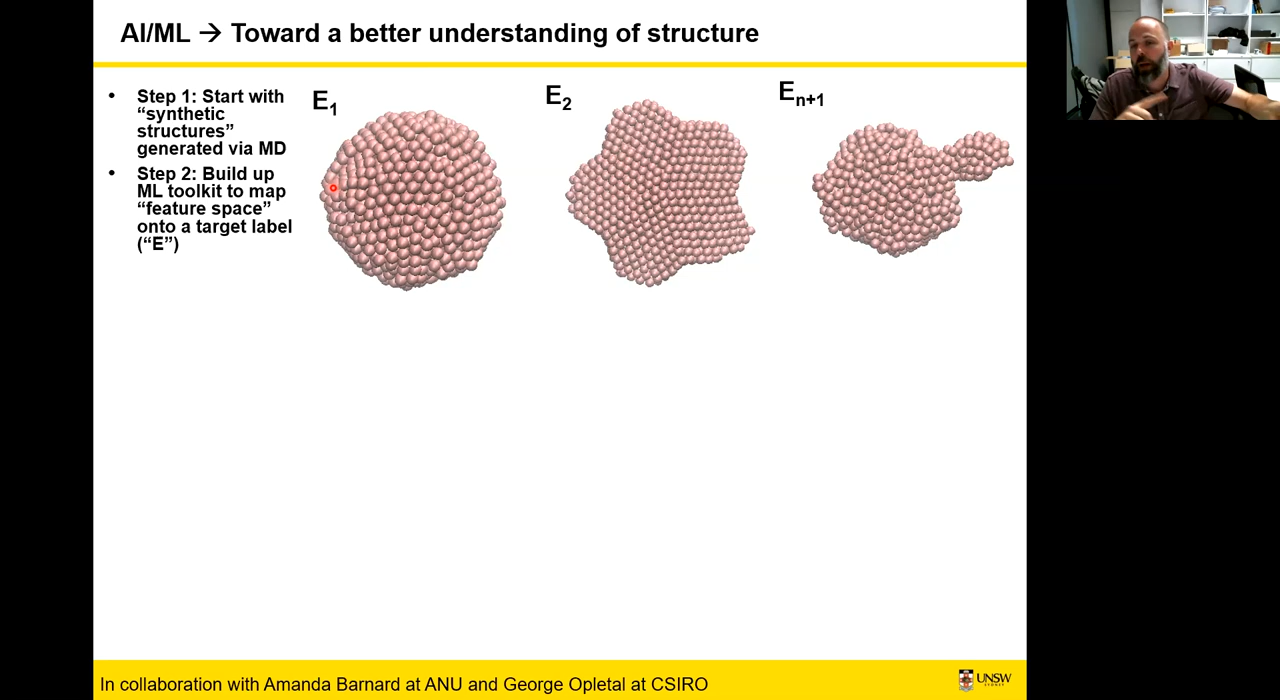 AI/ML → Toward a better understanding of structure
• Step 1: Start with
“synthetic
structures”
generated via MD
• Step 2: Build up
ML toolkit to map
“feature space”
onto a target label
(“E”)
E1
E2
En+1
In collaboration with Amanda Barnard at ANU and George Opletal at CSIRO
UNSW
SYDNEY